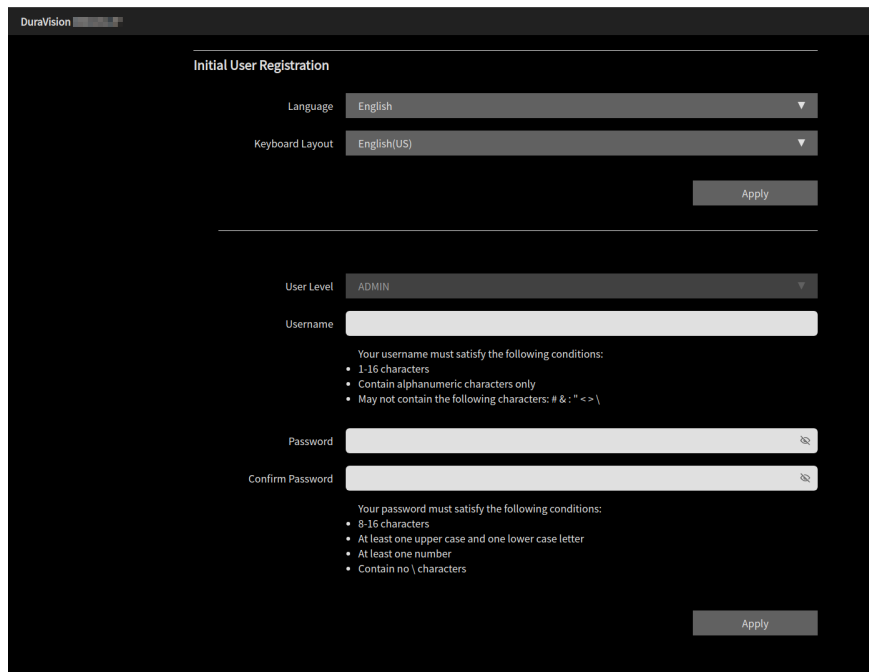 DuraVision
Initial User Registration
Language English
Keyboard Layout English(US)
Apply
User Level ADMIN
Username
Your username must satisfy the following conditions:
• 1-16 characters
• Contain alphanumeric characters only
• May not contain the following characters: # & : " < > \
Password
Confirm Password
Your password must satisfy the following conditions:
• 8-16 characters
• At least one upper case and one lower case letter
• At least one number
• Contain no \ characters
Apply